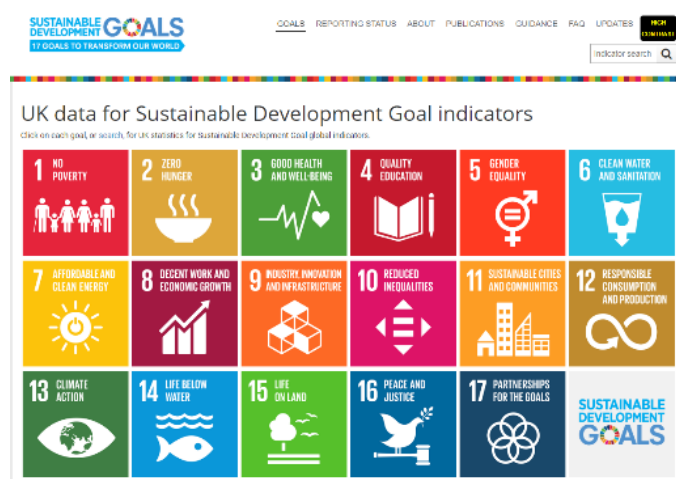 SUSTAINABLE
DEVELOPMENT GOALS
17 GOALS TO TRANSFORM OUR WORLD
GOALS REPORTING STATUS ABOUT PUBLICATIONS GUIDANCE FAQ UPDATES HIGH
CONTRAST
Indicator search
UK data for Sustainable Development Goal indicators
Click on each goal, or search, for UK statistics for Sustainable Development Goal global indicators.
1 NO
POVERTY
2 ZERO
HUNGER
3 GOOD HEALTH
AND WELL-BEING
4 QUALITY
EDUCATION
5 GENDER
EQUALITY
6 CLEAN WATER
AND SANITATION
7 AFFORDABLE AND
CLEAN ENERGY
8 DECENT WORK AND
ECONOMIC GROWTH
9 INDUSTRY, INNOVATION
AND INFRASTRUCTURE
10 REDUCED
INEQUALITIES
11 SUSTAINABLE CITIES
AND COMMUNITIES
12 RESPONSIBLE
CONSUMPTION
AND PRODUCTION
13 CLIMATE
ACTION
14 LIFE BELOW
WATER
15 LIFE
ON LAND
16 PEACE AND
JUSTICE
17 PARTNERSHIPS
FOR THE GOALS
SUSTAINABLE
DEVELOPMENT
GOALS